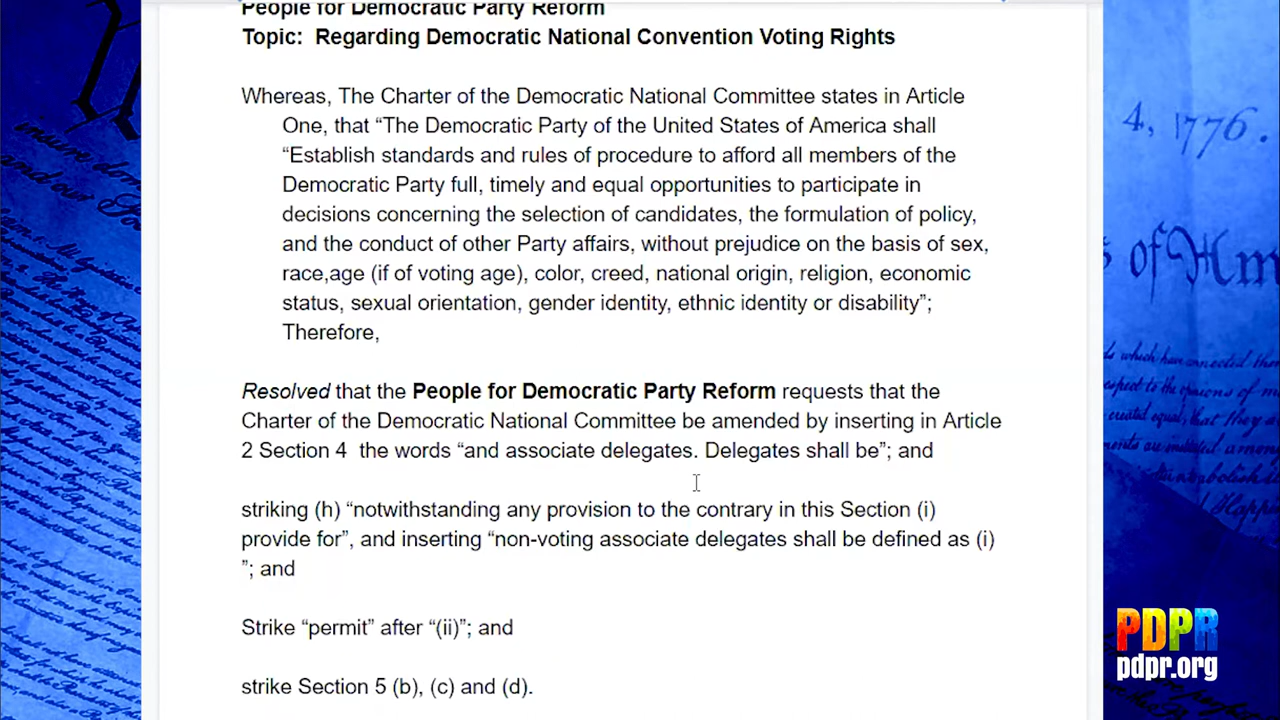 People for Democratic Party Reform
Topic:  Regarding Democratic National Convention Voting Rights
Whereas, The Charter of the Democratic National Committee states in Article
One, that “The Democratic Party of the United States of America shall
“Establish standards and rules of procedure to afford all members of the
Democratic Party full, timely and equal opportunities to participate in
decisions concerning the selection of candidates, the formulation of policy,
and the conduct of other Party affairs, without prejudice on the basis of sex,
race,age (if of voting age), color, creed, national origin, religion, economic
status, sexual orientation, gender identity, ethnic identity or disability”;
Therefore,
Resolved that the People for Democratic Party Reform requests that the
Charter of the Democratic National Committee be amended by inserting in Article
2 Section 4  the words “and associate delegates. Delegates shall be”; and
striking (h) “notwithstanding any provision to the contrary in this Section (i)
provide for”, and inserting “non-voting associate delegates shall be defined as (i)
”; and
Strike “permit” after “(ii)”; and
strike Section 5 (b), (c) and (d).
4, 1776.
PDPR
pdpr.org